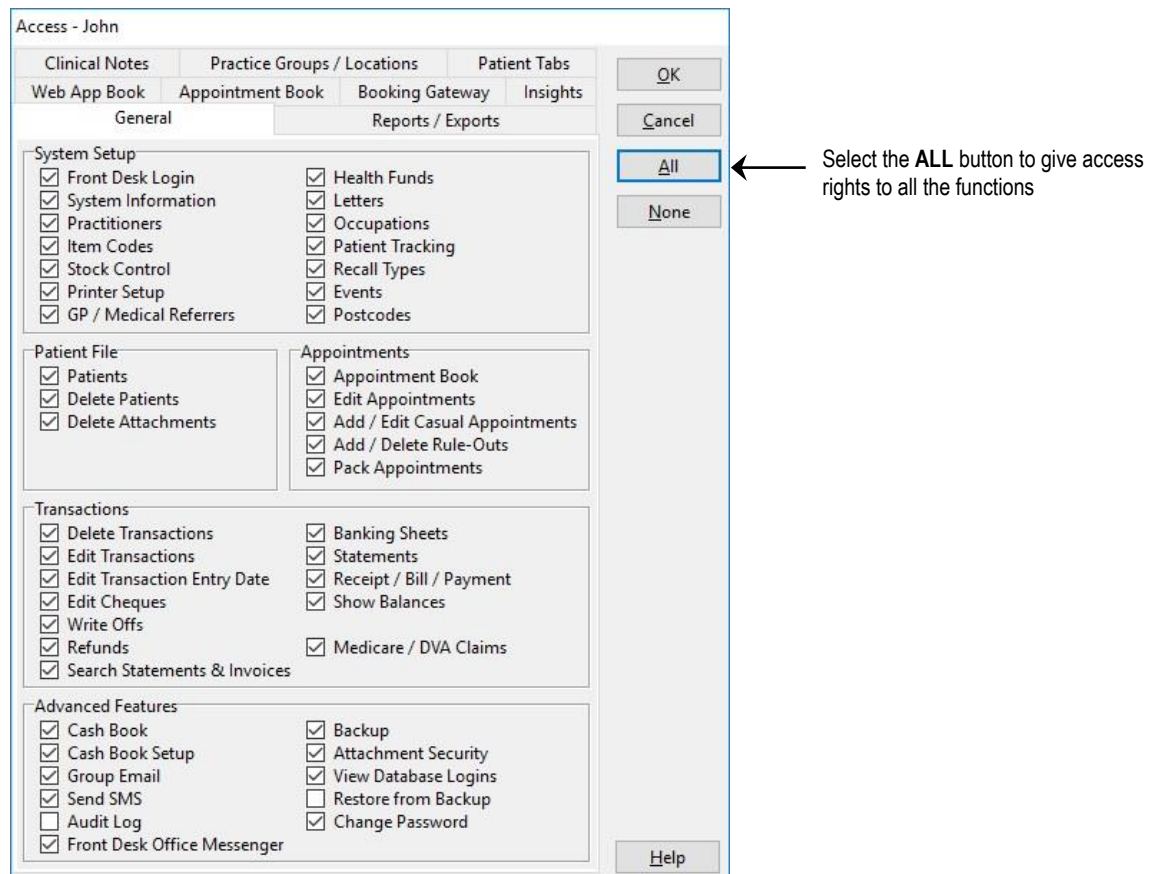 Access - John
Clinical Notes Practice Groups / Locations Patient Tabs
Web App Book Appointment Book Booking Gateway Insights
General Reports / Exports
OK
Cancel
All
None
Select the ALL button to give access
rights to all the functions
System Setup
Front Desk Login Health Funds
System Information Letters
Practitioners Occupations
Item Codes Patient Tracking
Stock Control Recall Types
Printer Setup Events
GP / Medical Referrers Postcodes
Patient File
Patients
Delete Patients
Delete Attachments
Appointments
Appointment Book
Edit Appointments
Add / Edit Casual Appointments
Add / Delete Rule-Outs
Pack Appointments
Transactions
Delete Transactions Banking Sheets
Edit Transactions Statements
Edit Transaction Entry Date Receipt / Bill / Payment
Edit Cheques Show Balances
Write Offs
Refunds Medicare / DVA Claims
Search Statements & Invoices
Advanced Features
Cash Book Backup
Cash Book Setup Attachment Security
Group Email View Database Logins
Send SMS Restore from Backup
Audit Log Change Password
Front Desk Office Messenger
Help